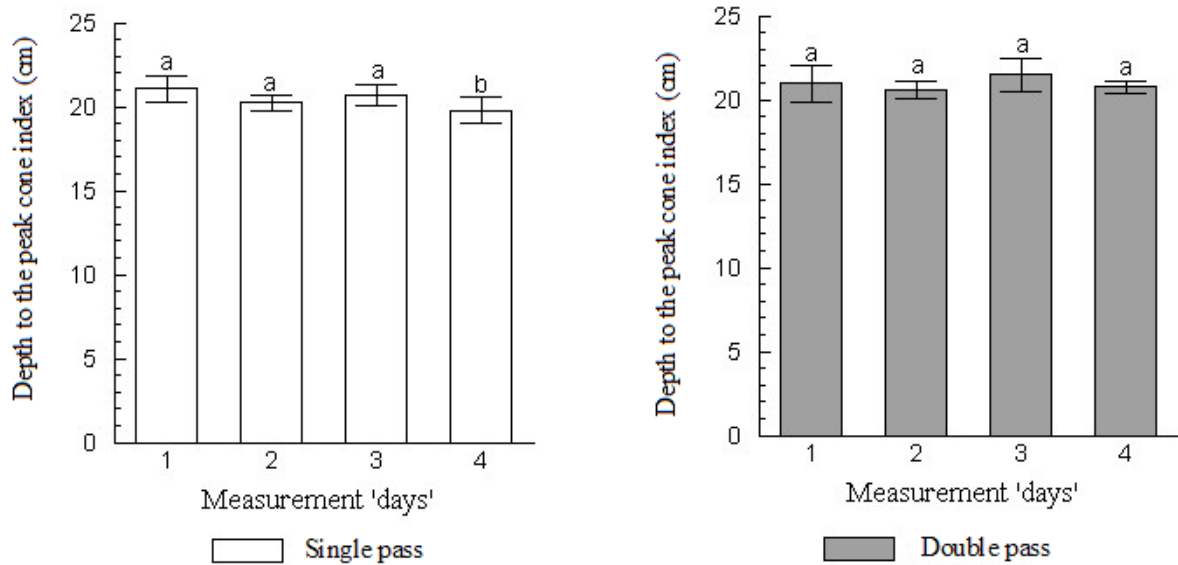 Depth to the peak cone index (cm)
25
20
15
10
5
0
a
a
a
b
1 2 3 4
Measurement 'days'
Single pass
Depth to the peak cone index (cm)
25
20
15
10
5
0
a
a
a
a
1 2 3 4
Measurement 'days'
Double pass